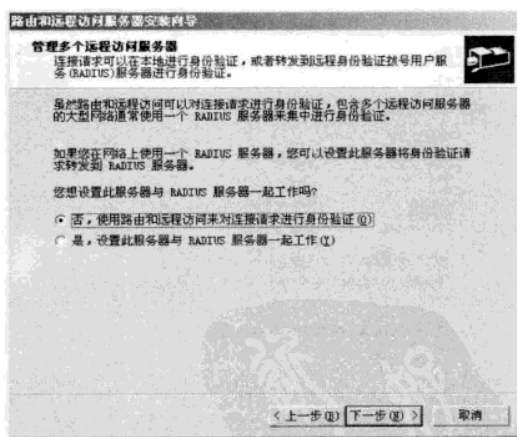 路由和远程访问服务器安装向导
管理多个远程访问服务器
连接请求可以在本地进行身份验证，或者转发到远程身份验证拨号用户服
务(RADIUS)服务器进行身份验证。
虽然路由和远程访问可以对连接请求进行身份验证，包含多个远程访问服务器
的大型网络通常使用一个 RADIUS 服务器来集中进行身份验证。
如果您在网络上使用一个 RADIUS 服务器，您可以设置此服务器将身份验证请
求转发到 RADIUS 服务器。
您想设置此服务器与 RADIUS 服务器一起工作吗?
否，使用路由和远程访问来对连接请求进行身份验证(O)
是，设置此服务器与 RADIUS 服务器一起工作(Y)
< 上一步(B) 下一步(N) > 取消